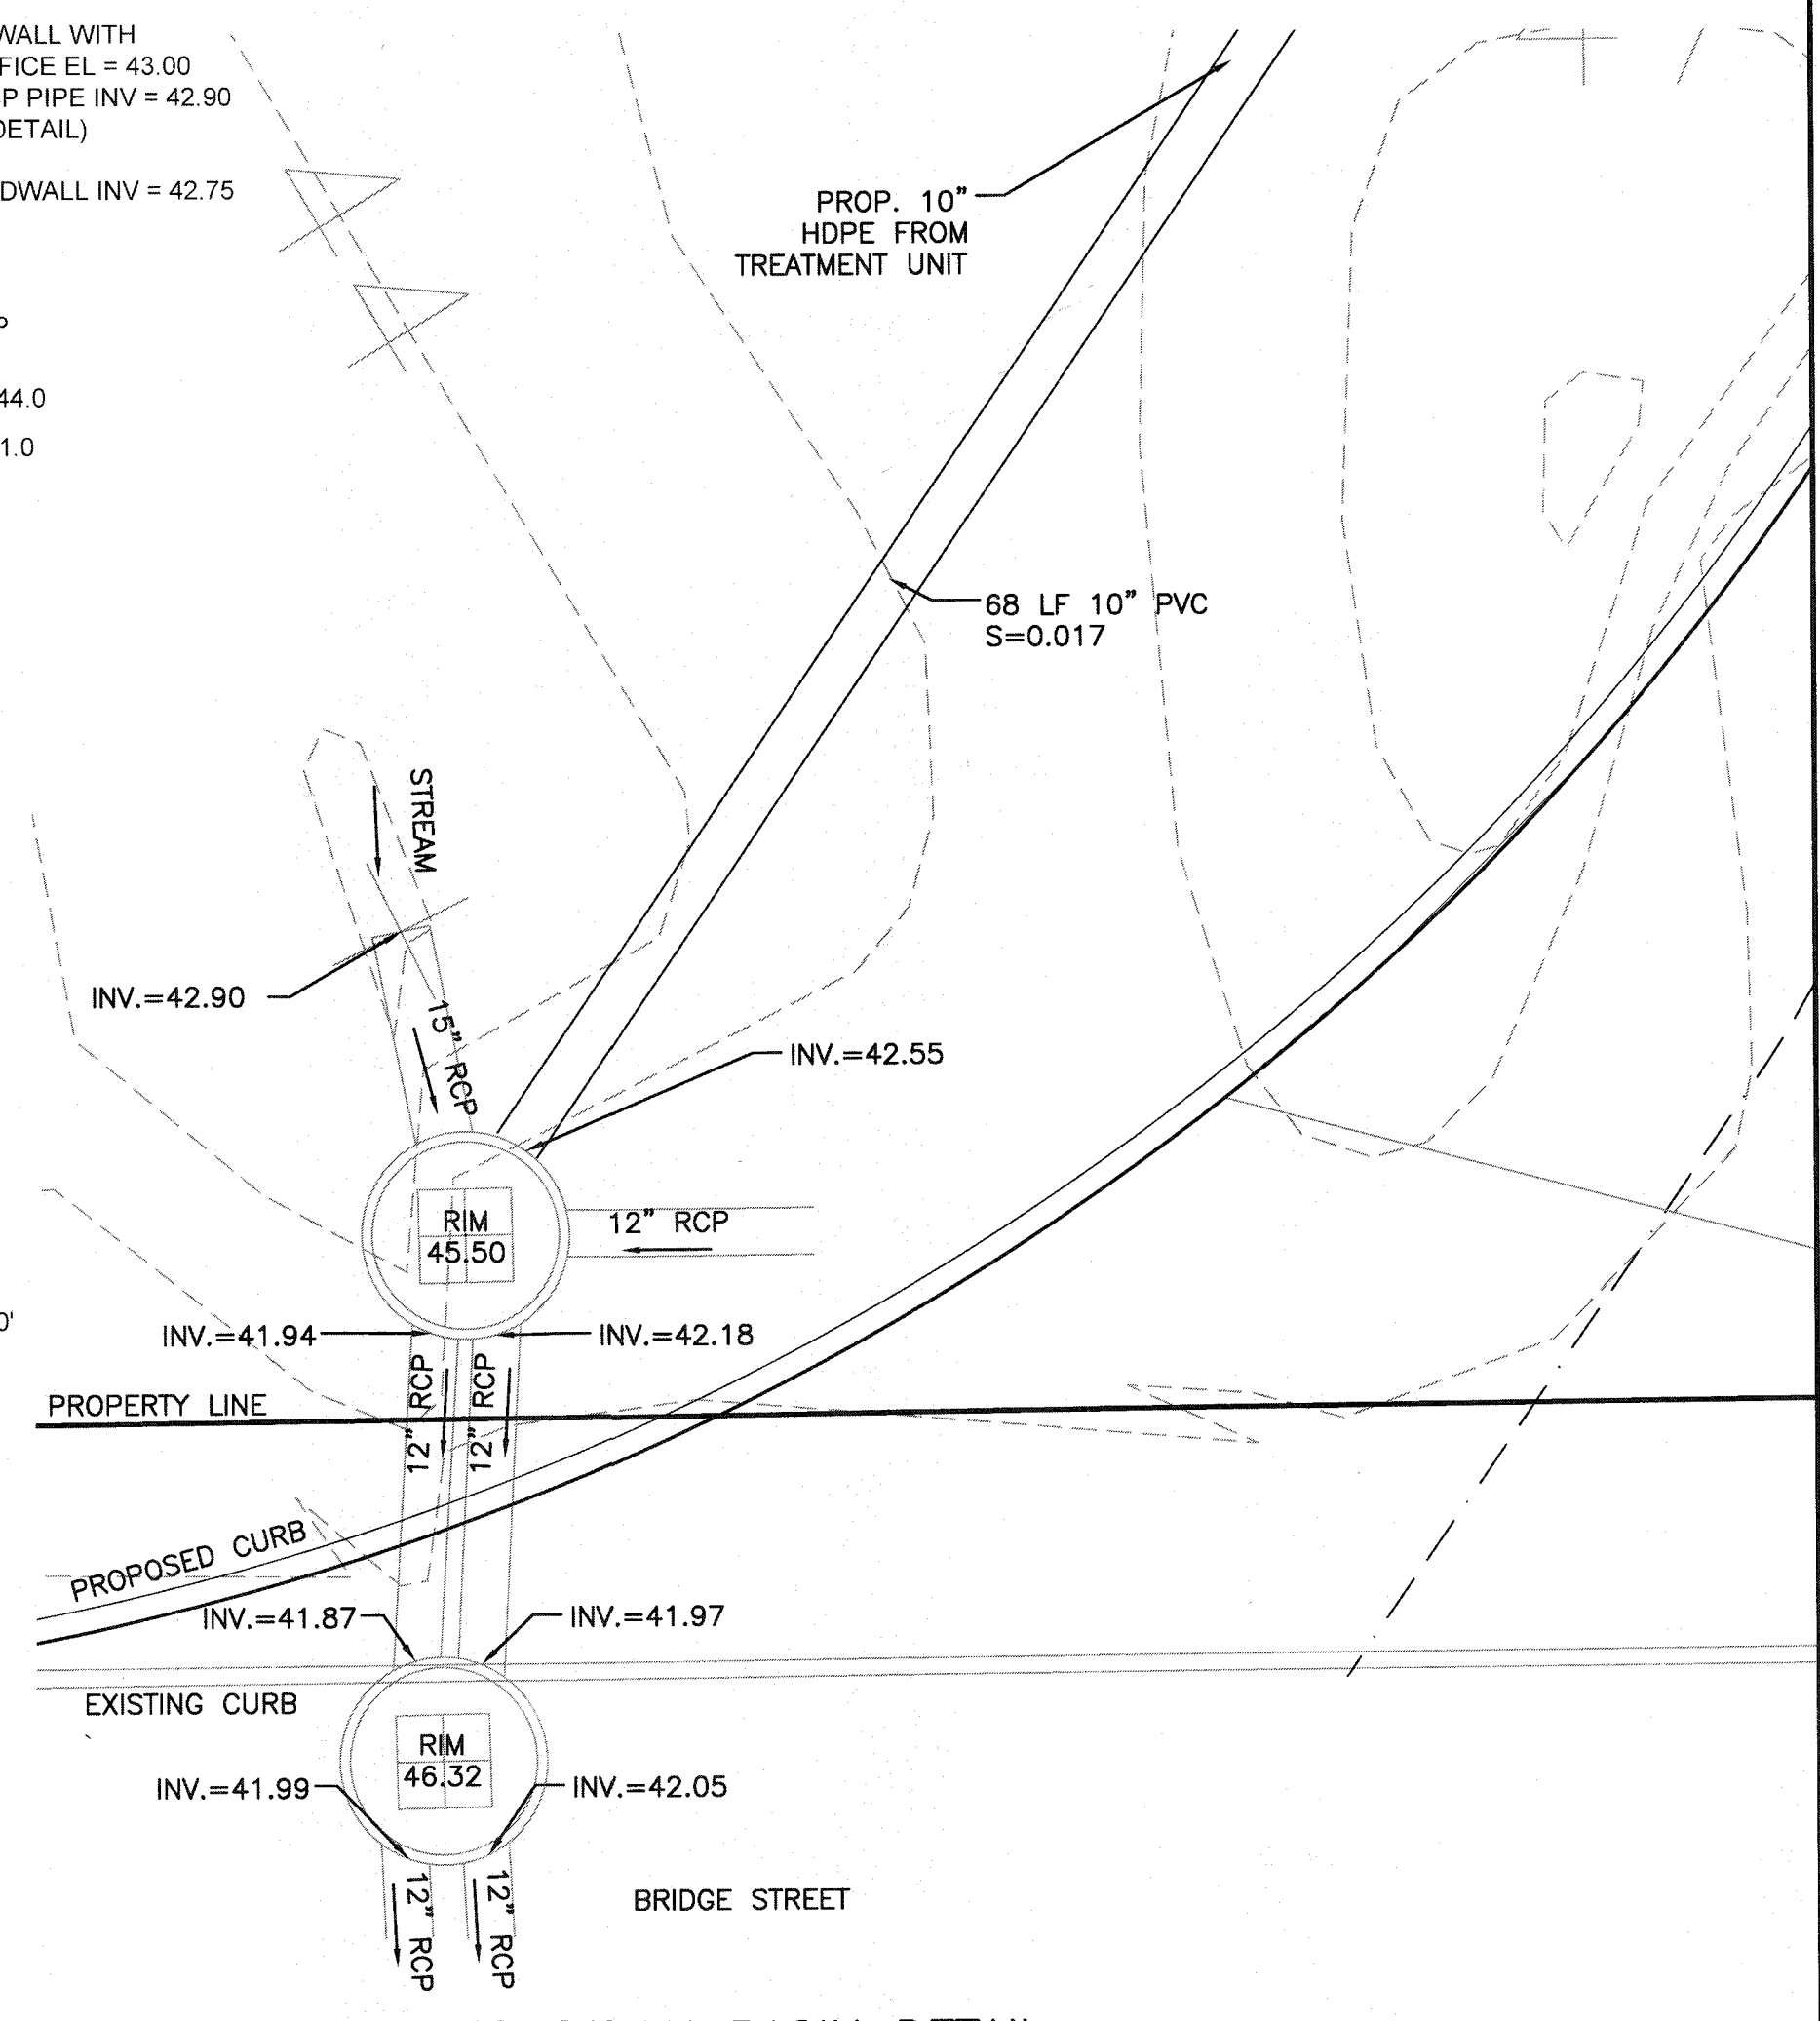 WALL WITH
FICE EL = 43.00
P PIPE INV = 42.90
DETAIL)
DWALL INV = 42.75
44.0
1.0
PROP. 10"
HDPE FROM
TREATMENT UNIT
68 LF 10" PVC
S=0.017
STREAM
INV.=42.90
15" RCP
INV.=42.55
RIM
45.50
12" RCP
0'
INV.=41.94
INV.=42.18
12" RCP
12" RCP
PROPERTY LINE
PROPOSED CURB
INV.=41.87
INV.=41.97
EXISTING CURB
RIM
46.32
INV.=41.99
INV.=42.05
12" RCP
12" RCP
BRIDGE STREET